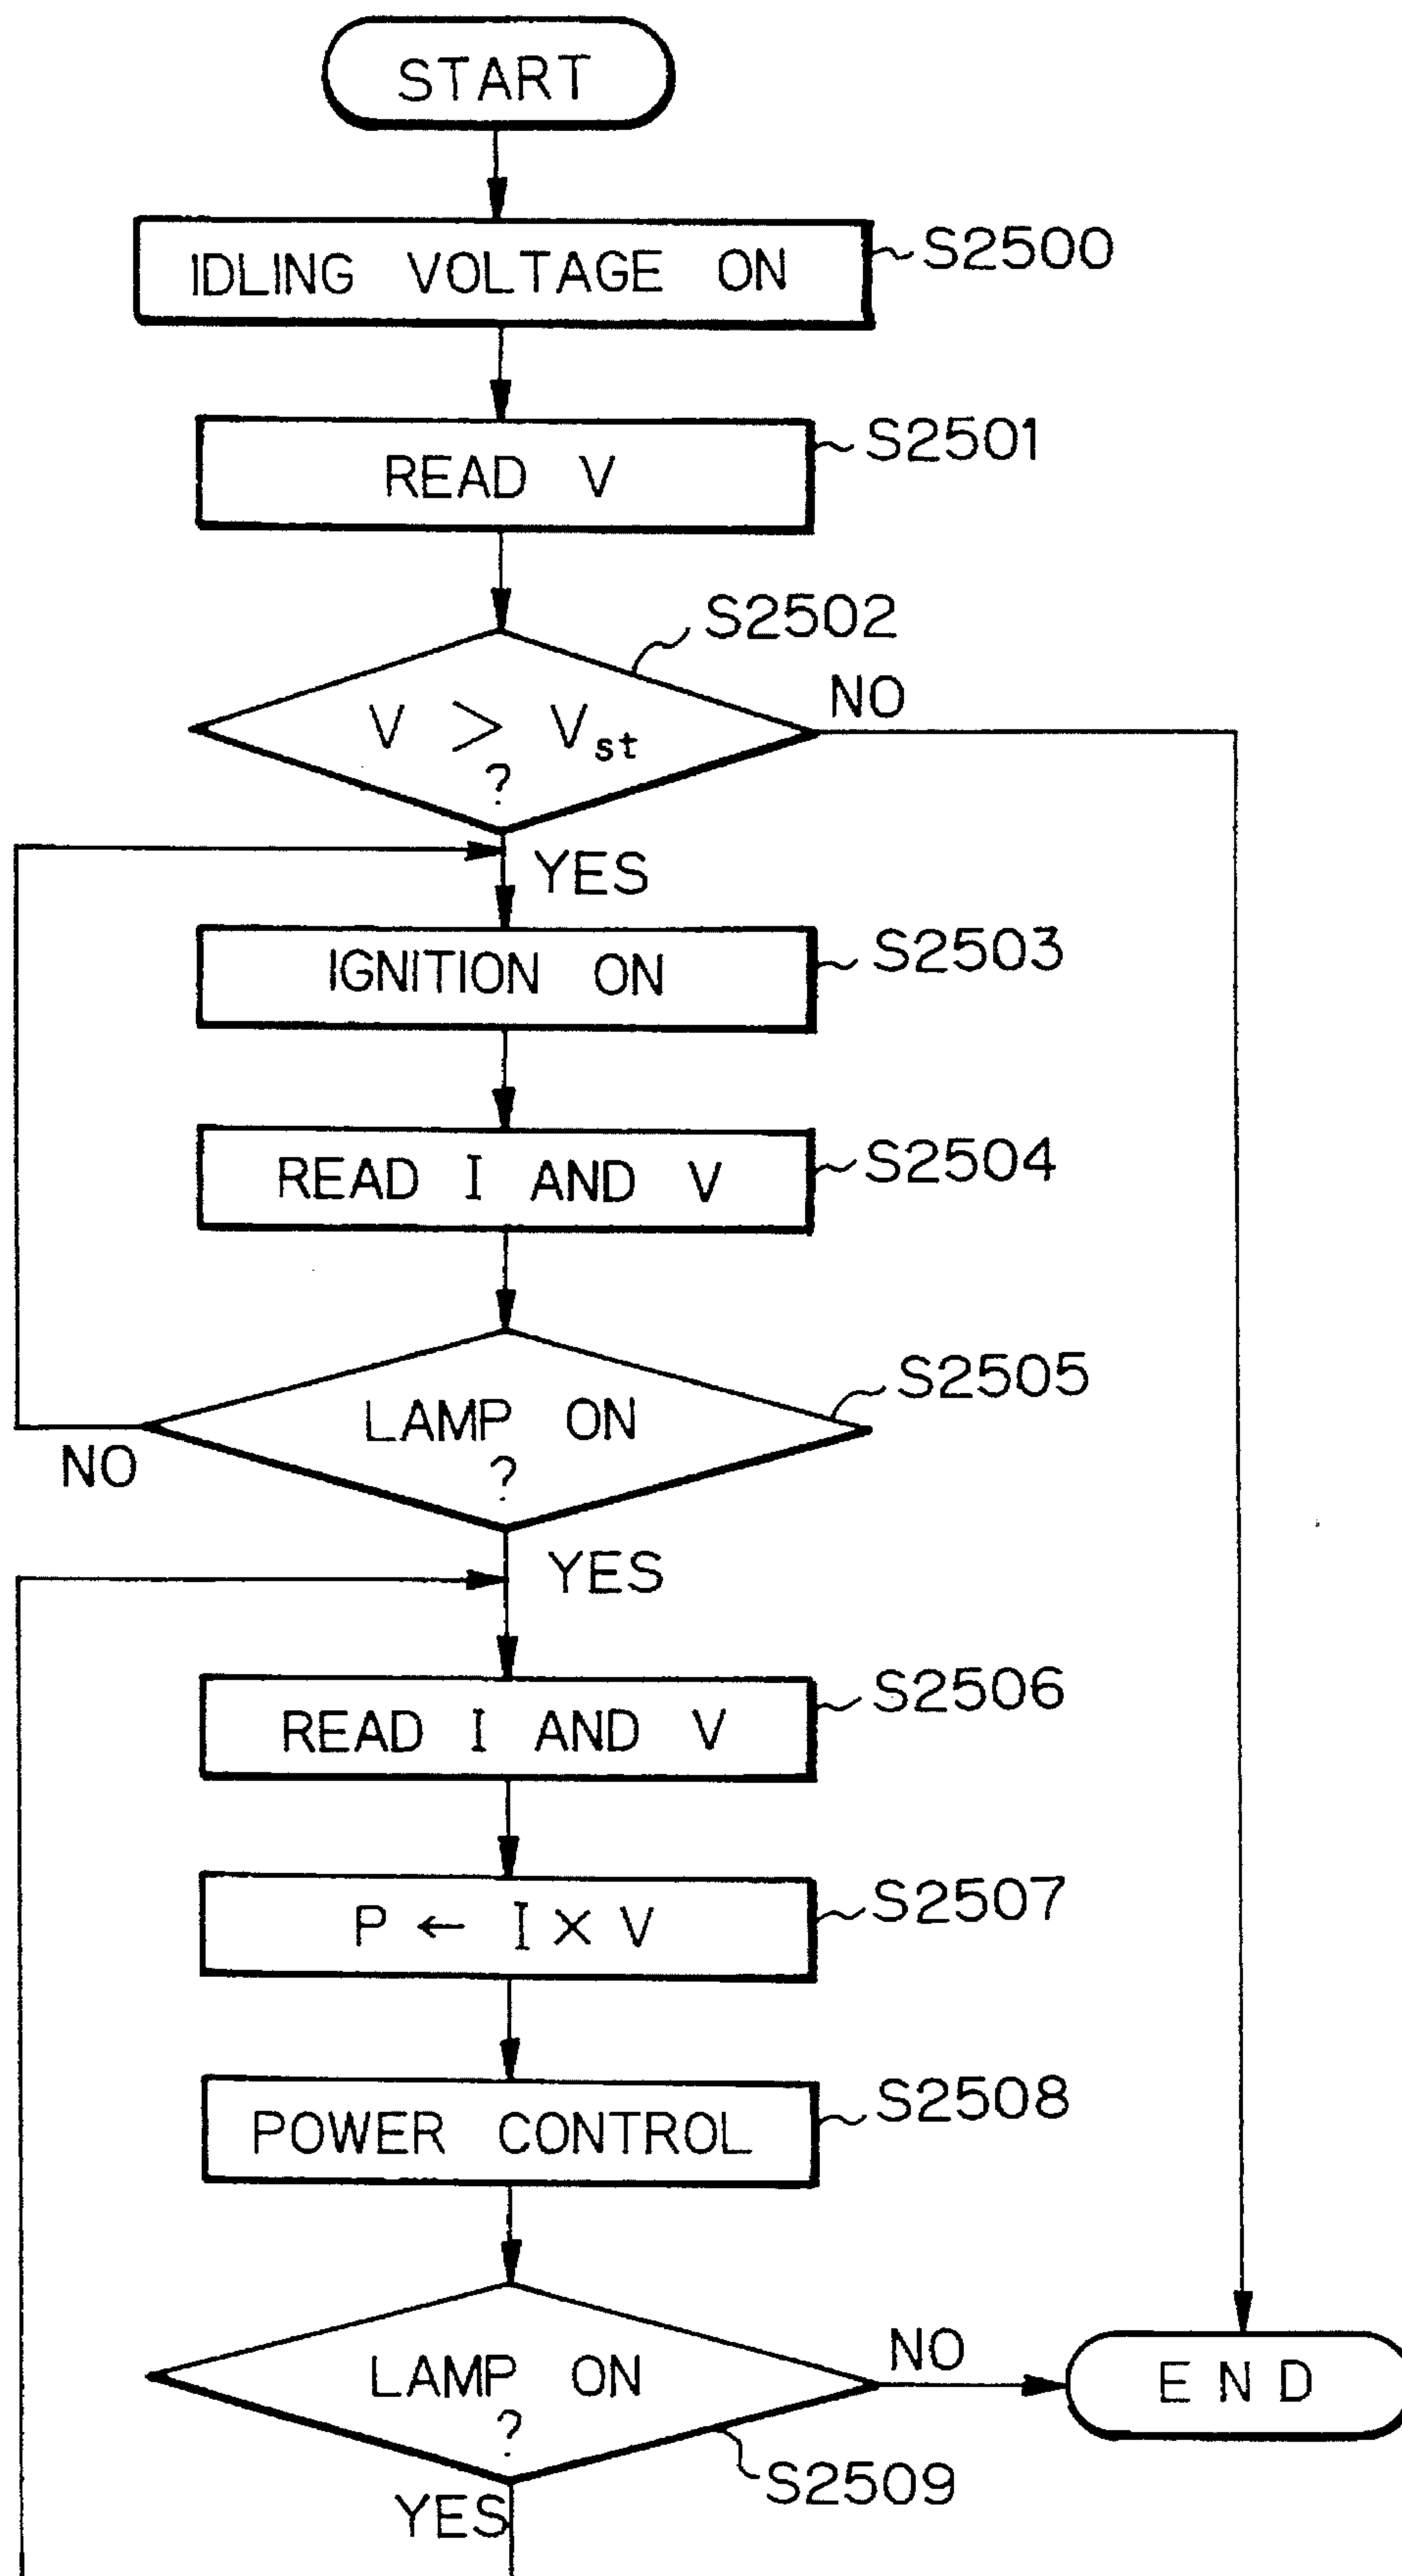 START
IDLING VOLTAGE ON
S2500
READ V
S2501
S2502
V > Vst
?
NO
YES
IGNITION ON
S2503
READ I AND V
S2504
LAMP ON
?
S2505
NO
YES
READ I AND V
S2506
P ← I × V
S2507
POWER CONTROL
S2508
LAMP ON
?
NO
END
S2509
YES